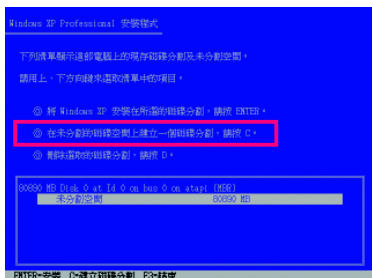 Windows XP Professional 安裝程式
下列清單顯示這部電腦上的現存磁碟分割及未分割空間。
請用上、下方向鍵來選取清單中的項目。
◎ 將 Windows XP 安裝在所選的磁碟分割，請按 ENTER。
◎ 在未分割的磁碟空間上建立一個磁碟分割，請按 C。
◎ 刪除選取的磁碟分割，請按 D。
80890 MB Disk 0 at Id 0 on bus 0 on atapi (MBR)
未分割空間 80890 MB
ENTER=安裝 C=建立磁碟分割 F3=結束